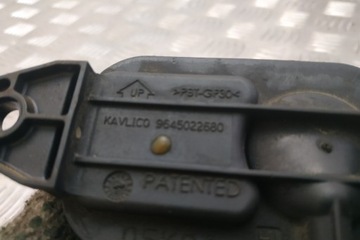 UP
>PBT-GF30<
KAVLICO 9645022680
PATENTED